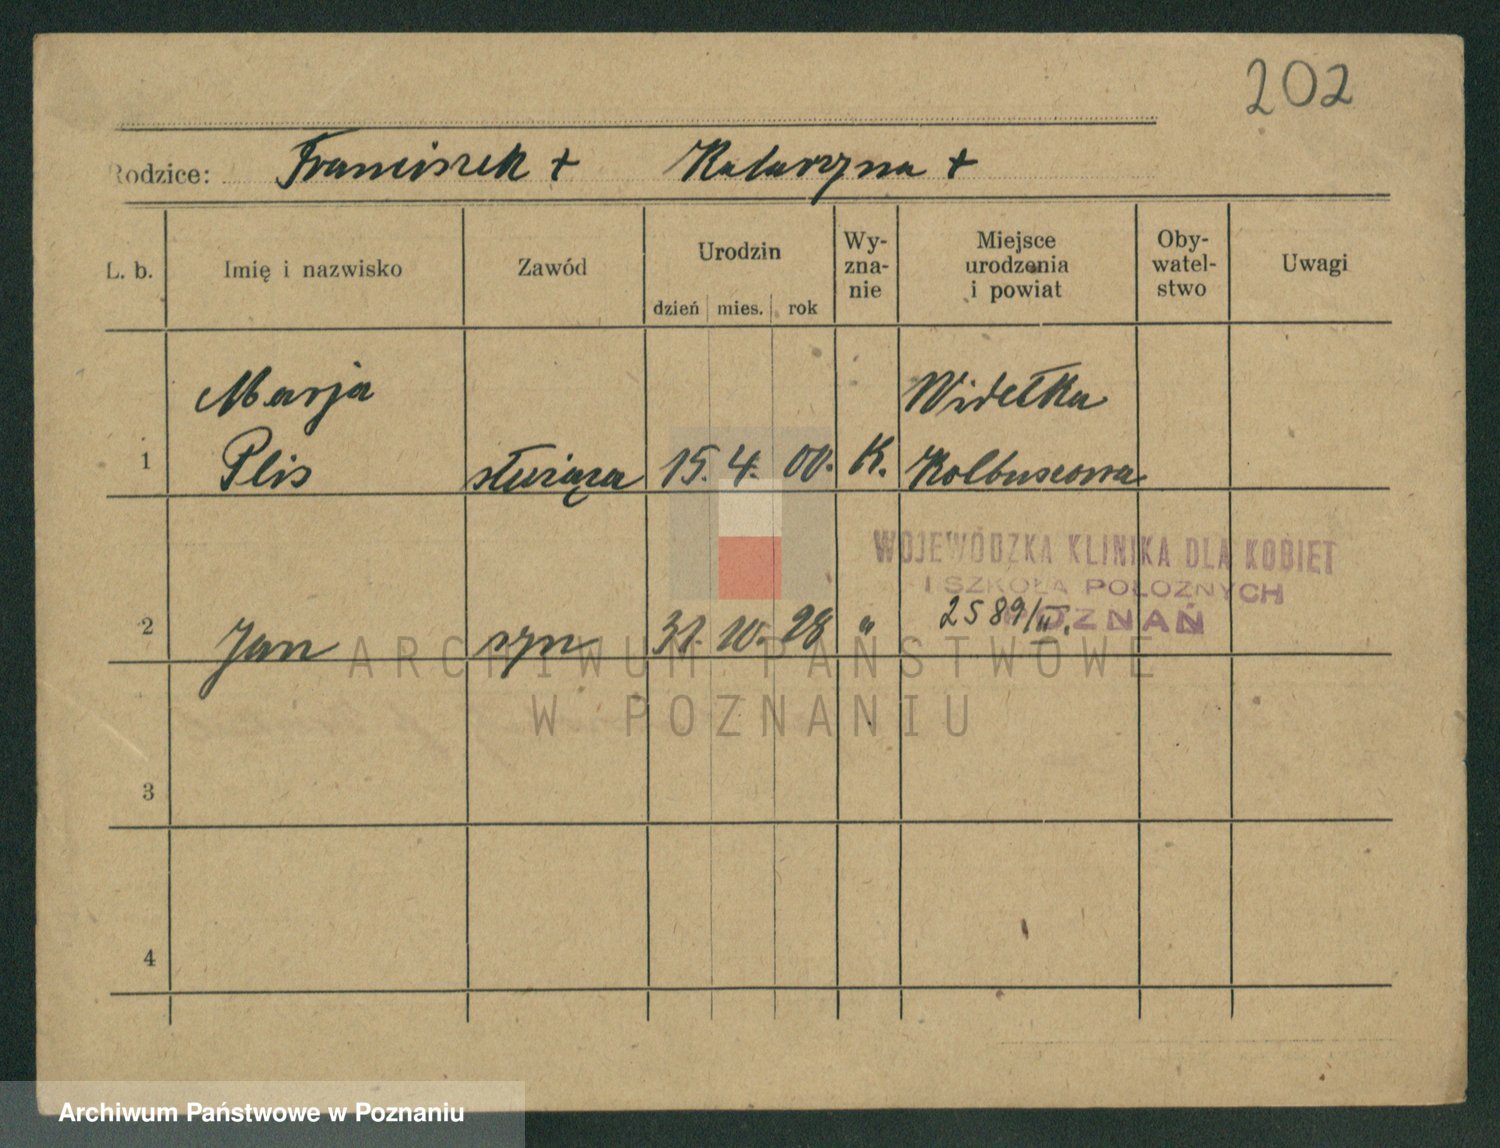 202
Rodzice: Franciszek + Katarzyna +
L. b. Imię i nazwisko Zawód Urodzin dzień mies. rok Wy-zna-nie Miejsce urodzenia i powiat Oby-watel-stwo Uwagi
Marja Widełka
1 Plis służąca 15. 4. 00. K. Kolbuszowa
WOJEWÓDZKA KLINIKA DLA KOBIET
I SZKOŁA POŁOŻNYCH
POZNAŃ
2 Jan syn 31. 10. 28 " 2589/II.
ARCHIWUM PAŃSTWOWE
W POZNANIU
3
4
Archiwum Państwowe w Poznaniu